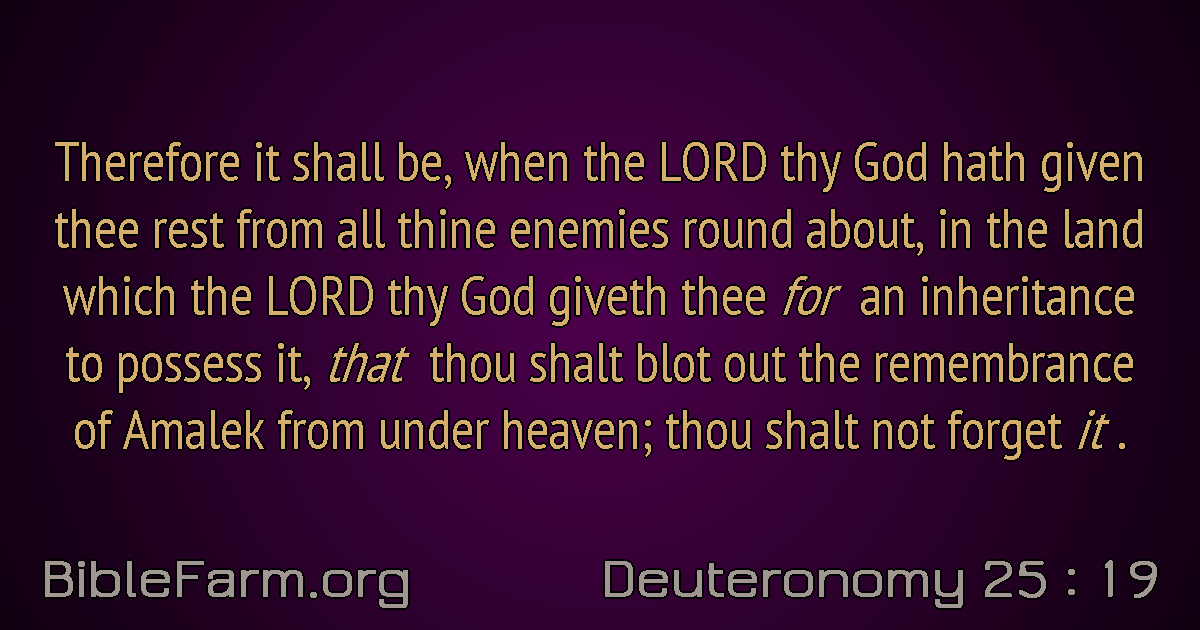 Therefore it shall be, when the LORD thy God hath given
thee rest from all thine enemies round about, in the land
which the LORD thy God giveth thee for an inheritance
to possess it, that thou shalt blot out the remembrance
of Amalek from under heaven; thou shalt not forget it .
BibleFarm.org
Deuteronomy 25 : 19